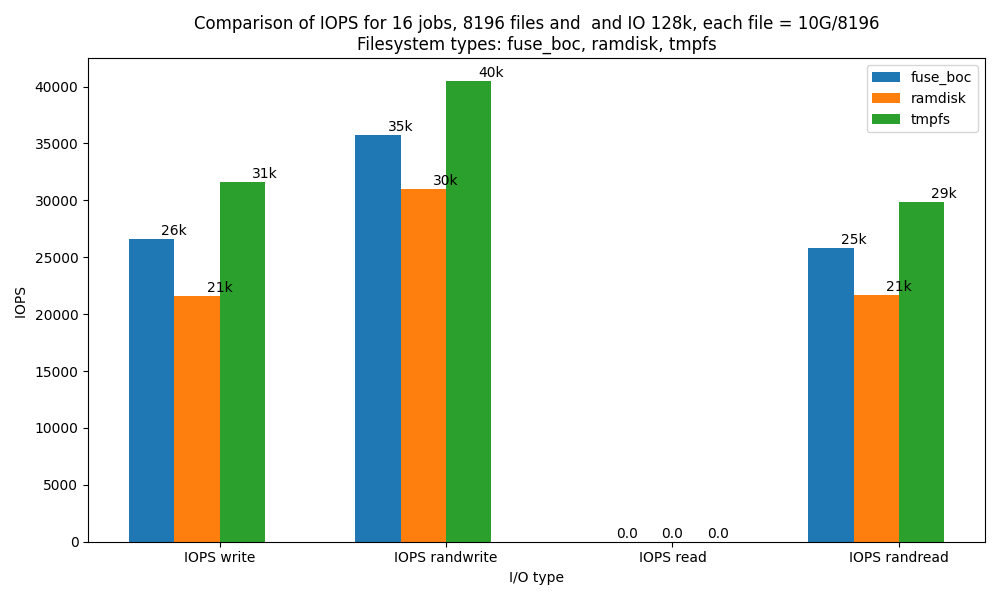 Comparison of IOPS for 16 jobs, 8196 files and  and IO 128k, each file = 10G/8196
Filesystem types: fuse_boc, ramdisk, tmpfs
fuse_boc
ramdisk
tmpfs
IOPS
40000
35000
30000
25000
20000
15000
10000
5000
0
26k
21k
31k
35k
30k
40k
0.0
0.0
0.0
25k
21k
29k
IOPS write
IOPS randwrite
IOPS read
IOPS randread
I/O type